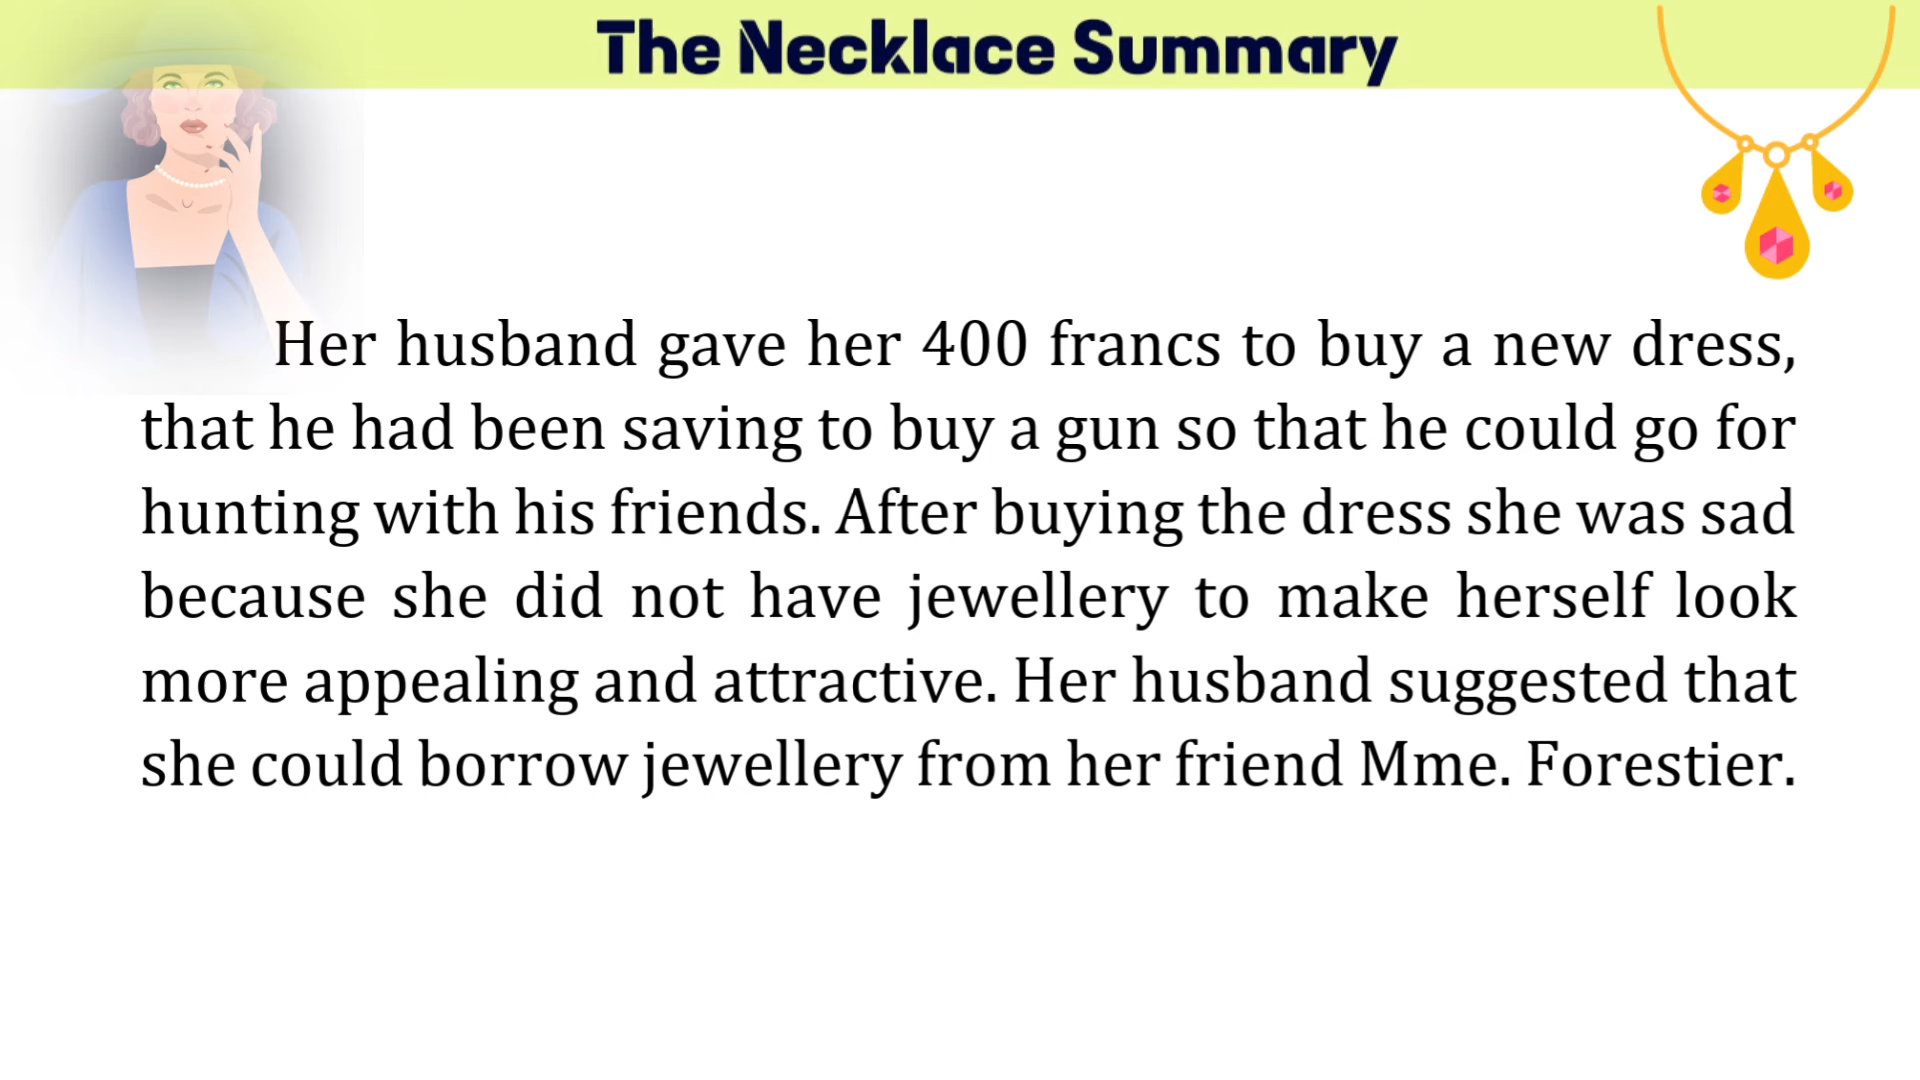 The Necklace Summary
Her husband gave her 400 francs to buy a new dress,
that he had been saving to buy a gun so that he could go for
hunting with his friends. After buying the dress she was sad
because she did not have jewellery to make herself look
more appealing and attractive. Her husband suggested that
she could borrow jewellery from her friend Mme. Forestier.